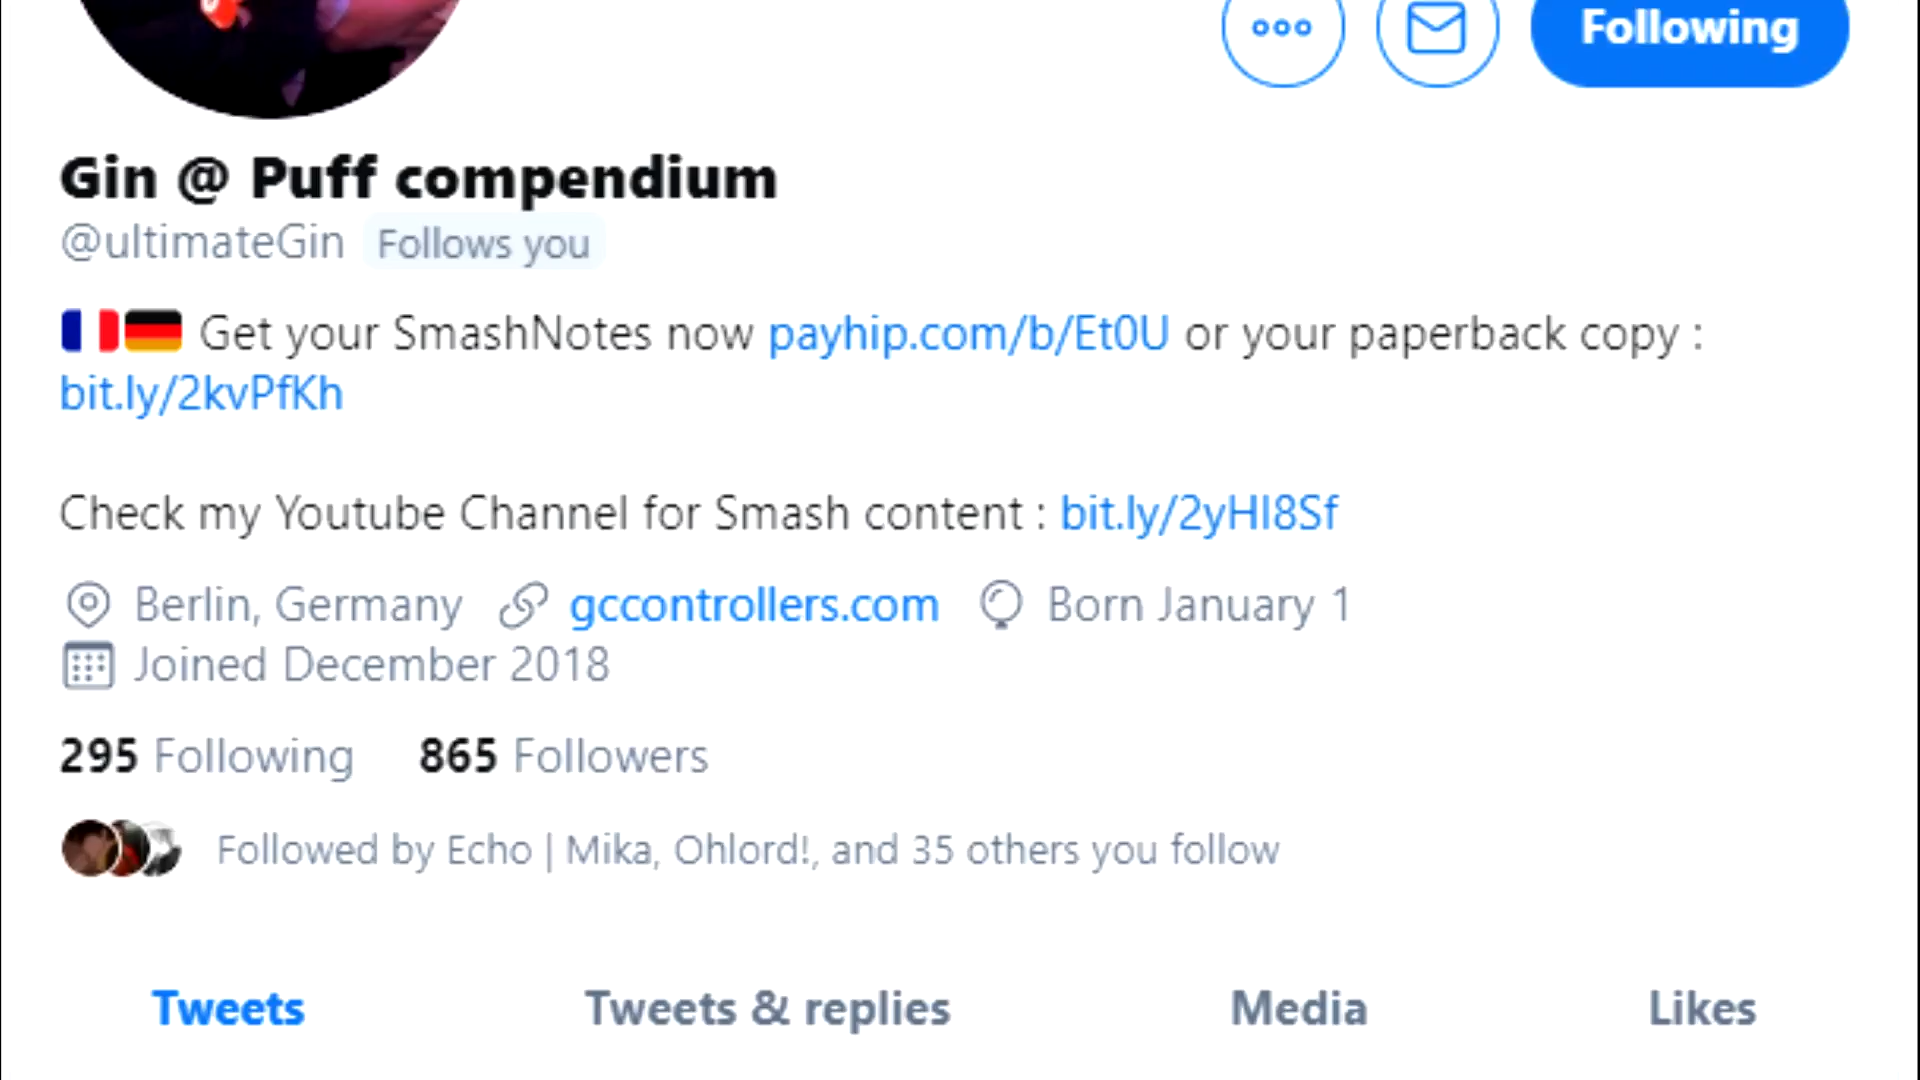 Following
Gin @ Puff compendium
@ultimateGin Follows you
🇫🇷🇩🇪 Get your SmashNotes now payhip.com/b/Et0U or your paperback copy :
bit.ly/2kvPfKh
Check my Youtube Channel for Smash content : bit.ly/2yHI8Sf
Berlin, Germany gccontrollers.com Born January 1
Joined December 2018
295 Following 865 Followers
Followed by Echo | Mika, Ohlord!, and 35 others you follow
Tweets Tweets & replies Media Likes